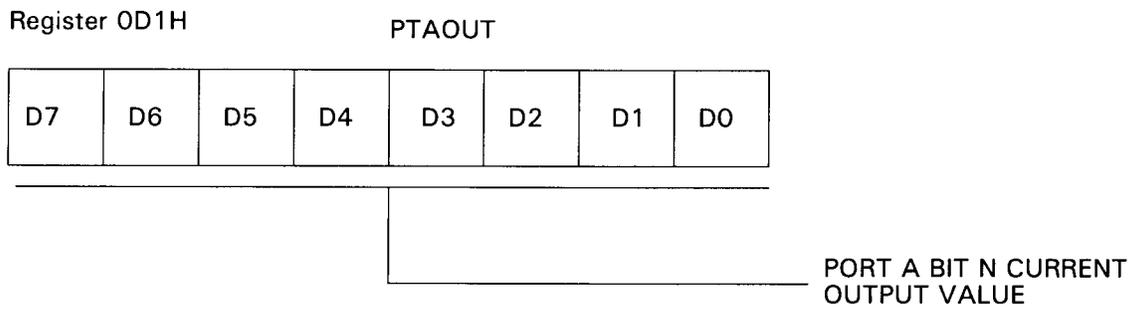 Register 0D1H
PTAOUT
D7 D6 D5 D4 D3 D2 D1 D0
PORT A BIT N CURRENT
OUTPUT VALUE